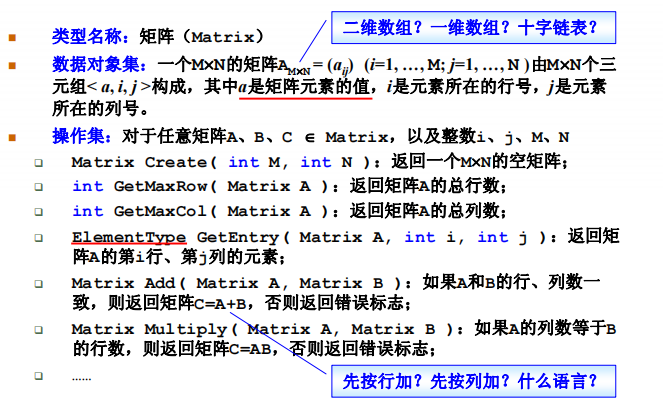 二维数组？一维数组？十字链表？
类型名称：矩阵（Matrix）
数据对象集：一个M×N的矩阵AM×N = (aij) (i=1, …, M; j=1, …, N )由M×N个三
元组< a, i, j >构成，其中a是矩阵元素的值，i是元素所在的行号，j是元素
所在的列号。
操作集：对于任意矩阵A、B、C ∈ Matrix，以及整数i、j、M、N
Matrix Create( int M, int N )：返回一个M×N的空矩阵；
int GetMaxRow( Matrix A )：返回矩阵A的总行数；
int GetMaxCol( Matrix A )：返回矩阵A的总列数；
ElementType GetEntry( Matrix A, int i, int j )：返回矩
阵A的第i行、第j列的元素；
Matrix Add( Matrix A, Matrix B )：如果A和B的行、列数一
致，则返回矩阵C=A+B，否则返回错误标志；
Matrix Multiply( Matrix A, Matrix B )：如果A的列数等于B
的行数，则返回矩阵C=AB，否则返回错误标志；
……
先按行加？先按列加？什么语言？